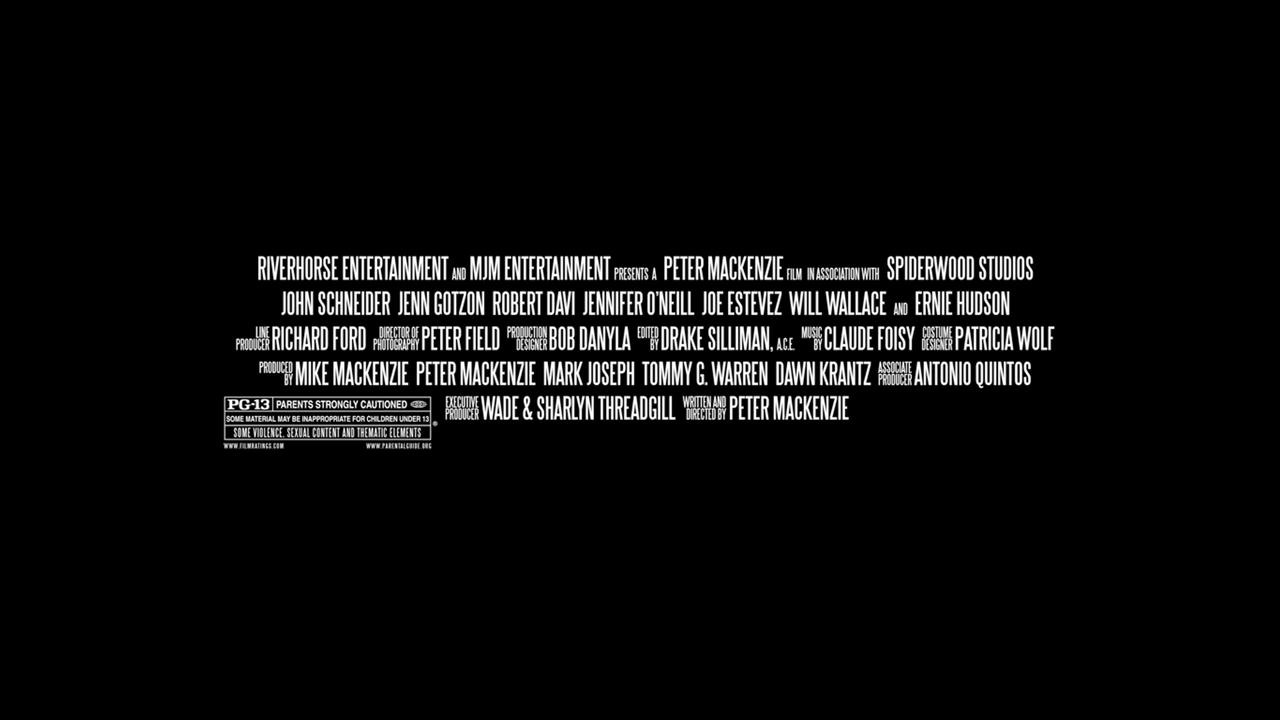 RIVERHORSE ENTERTAINMENT AND MJM ENTERTAINMENT PRESENTS A PETER MACKENZIE FILM IN ASSOCIATION WITH SPIDERWOOD STUDIOS
JOHN SCHNEIDER JENN GOTZON ROBERT DAVI JENNIFER O'NEILL JOE ESTEVEZ WILL WALLACE AND ERNIE HUDSON
LINE PRODUCER RICHARD FORD DIRECTOR OF PHOTOGRAPHY PETER FIELD PRODUCTION DESIGNER BOB DANYLA EDITED BY DRAKE SILLIMAN, A.C.E. MUSIC BY CLAUDE FOISY COSTUME DESIGNER PATRICIA WOLF
PRODUCED BY MIKE MACKENZIE PETER MACKENZIE MARK JOSEPH TOMMY G. WARREN DAWN KRANTZ ASSOCIATE PRODUCER ANTONIO QUINTOS
EXECUTIVE PRODUCER WADE & SHARLYN THREADGILL WRITTEN AND DIRECTED BY PETER MACKENZIE
PG-13 PARENTS STRONGLY CAUTIONED
SOME MATERIAL MAY BE INAPPROPRIATE FOR CHILDREN UNDER 13
SOME VIOLENCE, SEXUAL CONTENT AND THEMATIC ELEMENTS ®
WWW.FILMRATINGS.COM WWW.PARENTALGUIDE.ORG